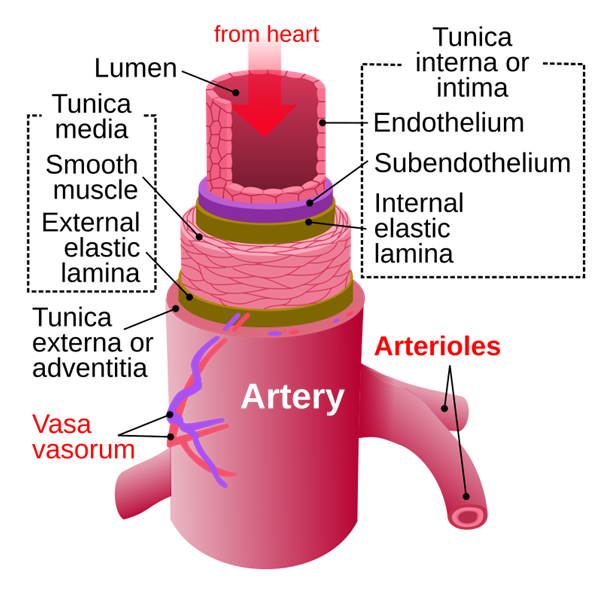 from heart
Lumen
Tunica
interna or
intima
Tunica
media
Endothelium
Smooth
muscle
Subendothelium
External
elastic
lamina
Internal
elastic
lamina
Tunica
externa or
adventitia
Arterioles
Artery
Vasa
vasorum